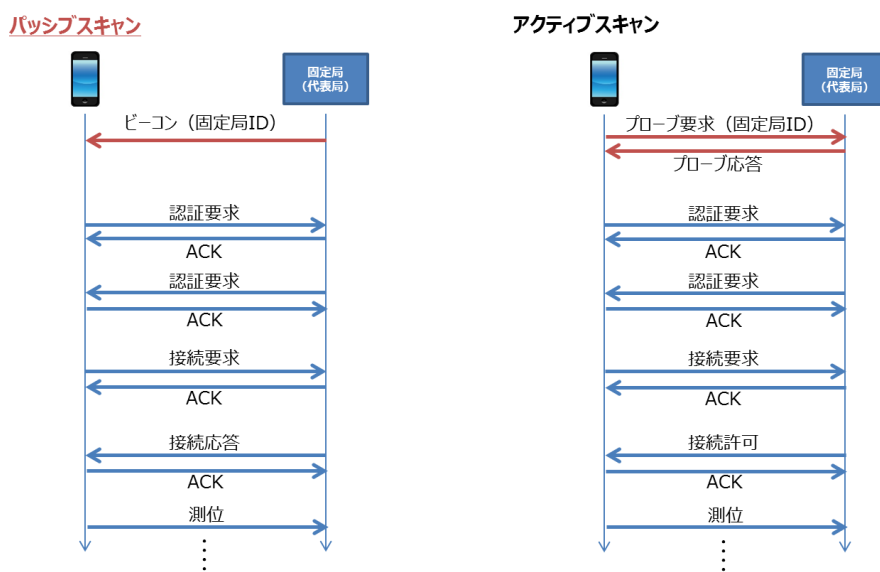 パッシブスキャン
固定局
(代表局)
ビーコン（固定局ID）
認証要求
ACK
認証要求
ACK
接続要求
ACK
接続応答
ACK
測位
アクティブスキャン
固定局
(代表局)
プローブ要求（固定局ID）
プローブ応答
認証要求
ACK
認証要求
ACK
接続要求
ACK
接続許可
ACK
測位